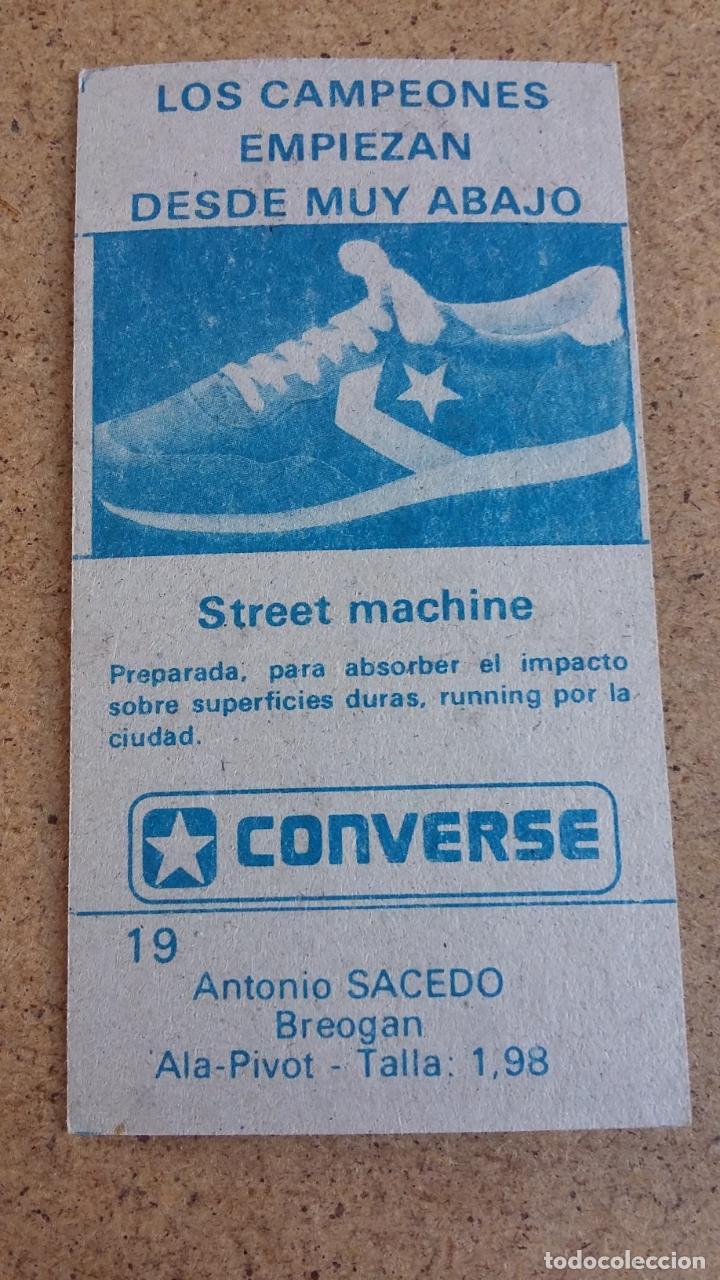 LOS CAMPEONES
EMPIEZAN
DESDE MUY ABAJO
Street machine
Preparada, para absorber el impacto
sobre superficies duras, running por la
ciudad.
CONVERSE
19
Antonio SACEDO
Breogan
Ala-Pivot - Talla: 1,98
todocoleccion